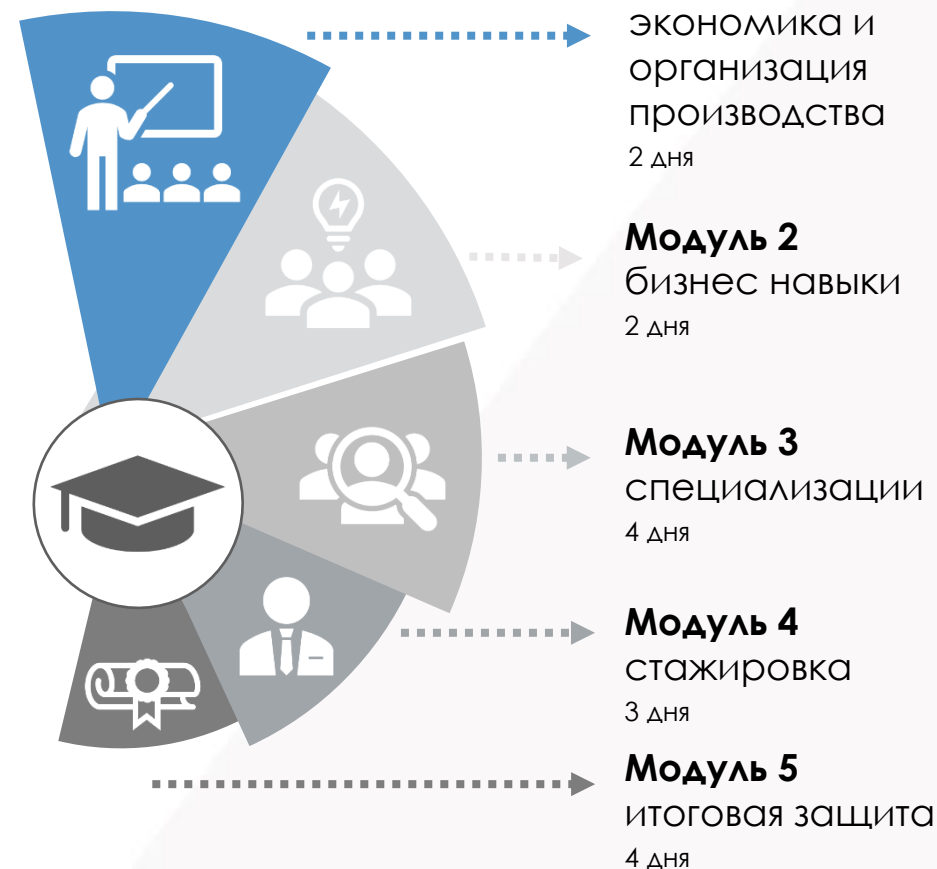 экономика и
организация
производства
2 дня
Модуль 2
бизнес навыки
2 дня
Модуль 3
специализации
4 дня
Модуль 4
стажировка
3 дня
Модуль 5
итоговая защита
4 дня